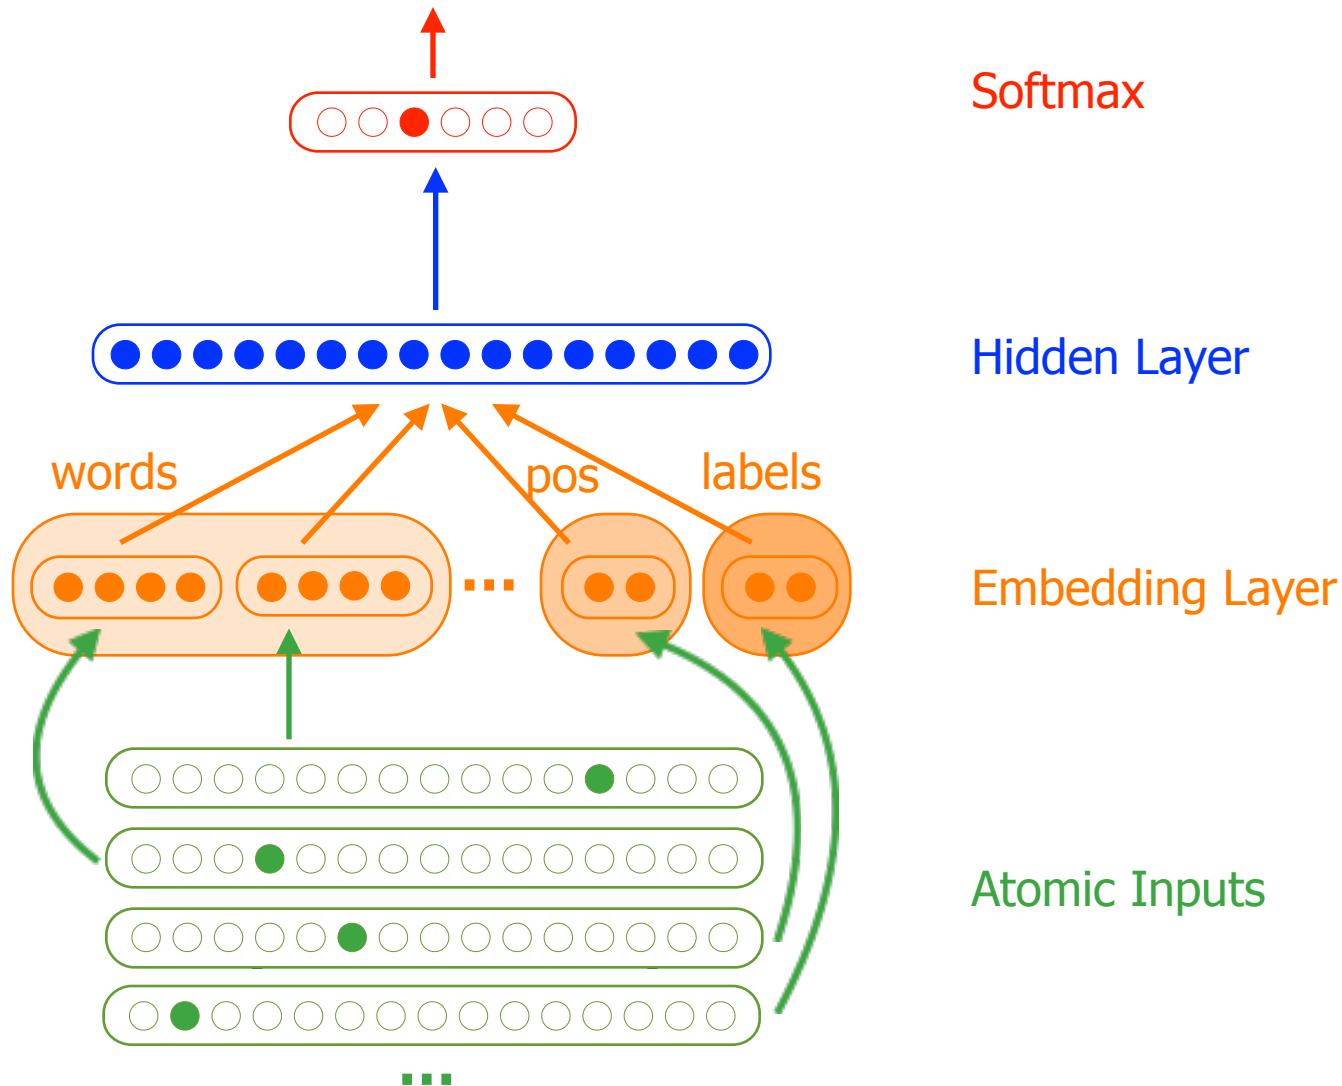 Softmax
Hidden Layer
words
pos
labels
...
Embedding Layer
Atomic Inputs
...